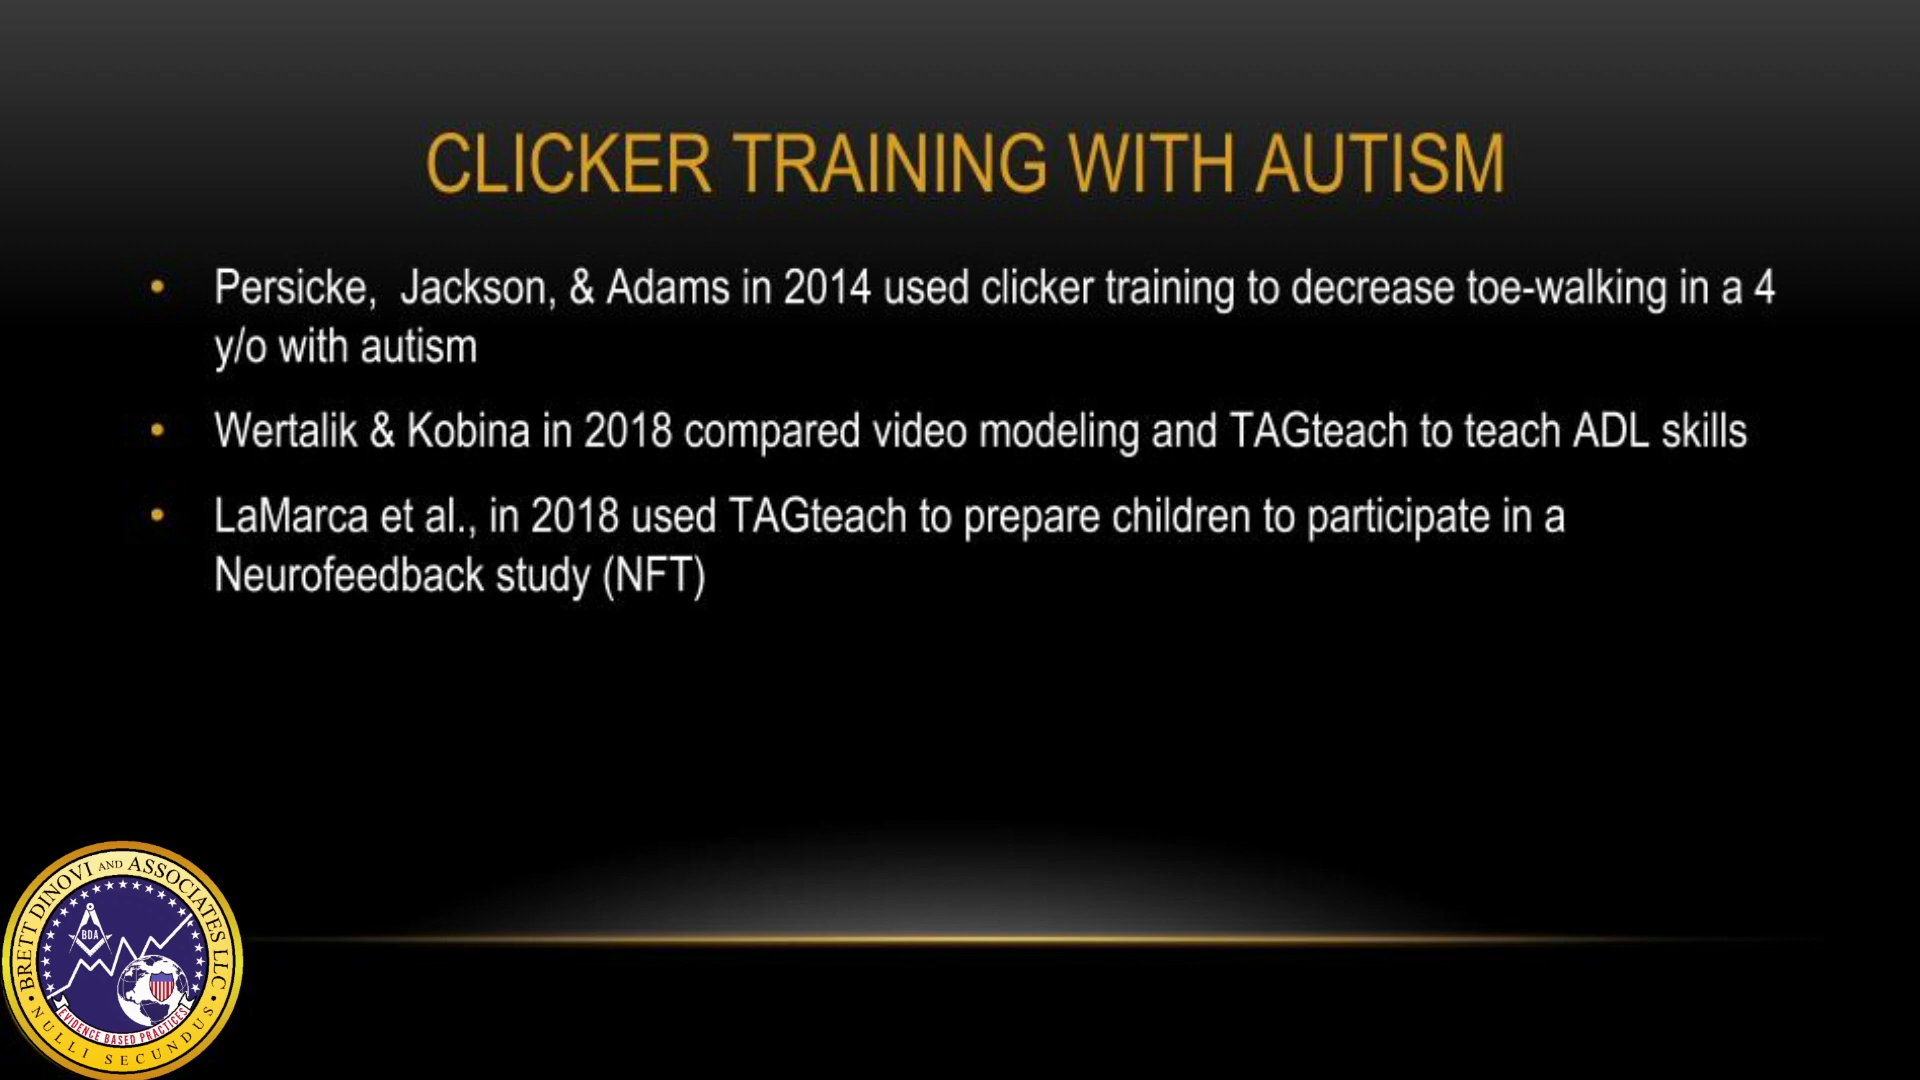 CLICKER TRAINING WITH AUTISM
• Persicke,  Jackson, & Adams in 2014 used clicker training to decrease toe-walking in a 4
y/o with autism
• Wertalik & Kobina in 2018 compared video modeling and TAGteach to teach ADL skills
• LaMarca et al., in 2018 used TAGteach to prepare children to participate in a
Neurofeedback study (NFT)
BRETT DINOVI AND ASSOCIATES LLC
BDA
EVIDENCE BASED PRACTICES
• NULLI SECUNDUS •